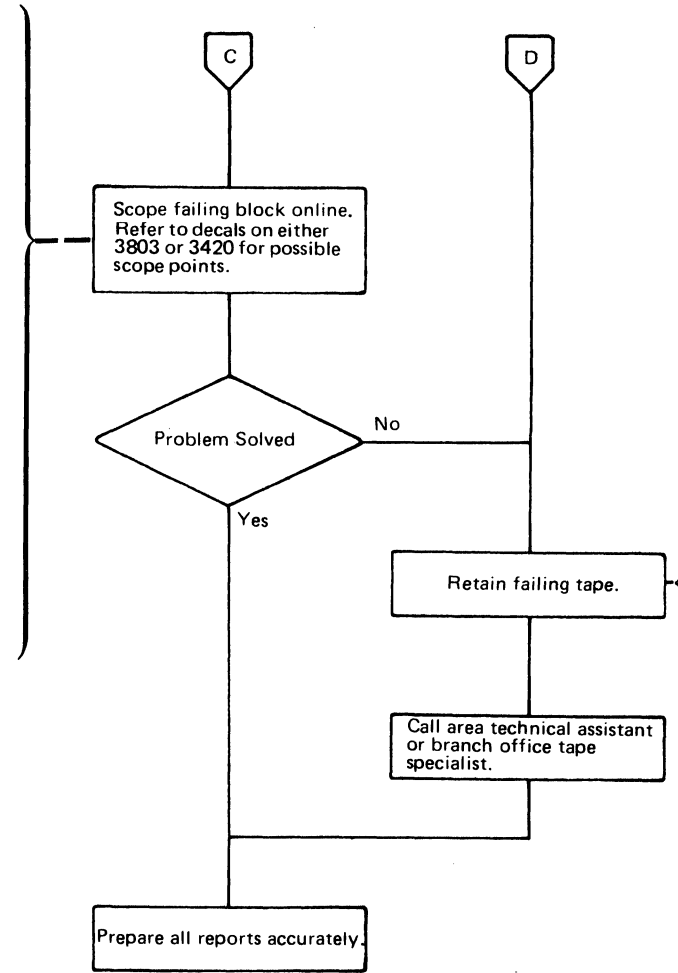 C
D
Scope failing block online.
Refer to decals on either
3803 or 3420 for possible
scope points.
Problem Solved
No
Yes
Retain failing tape.
Call area technical assistant
or branch office tape
specialist.
Prepare all reports accurately.